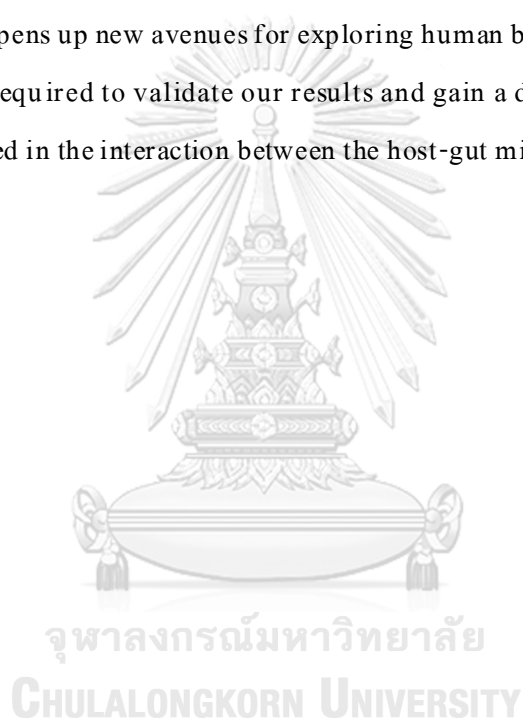 pens up new avenues for exploring human b
equired to validate our results and gain a d
ed in the interaction between the host-gut mi
จุฬาลงกรณ์มหาวิทยาลัย
CHULALONGKORN UNIVERSITY